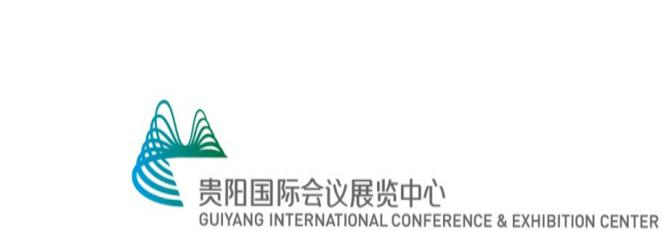 贵阳国际会议展览中心
GUIYANG INTERNATIONAL CONFERENCE & EXHIBITION CENTER